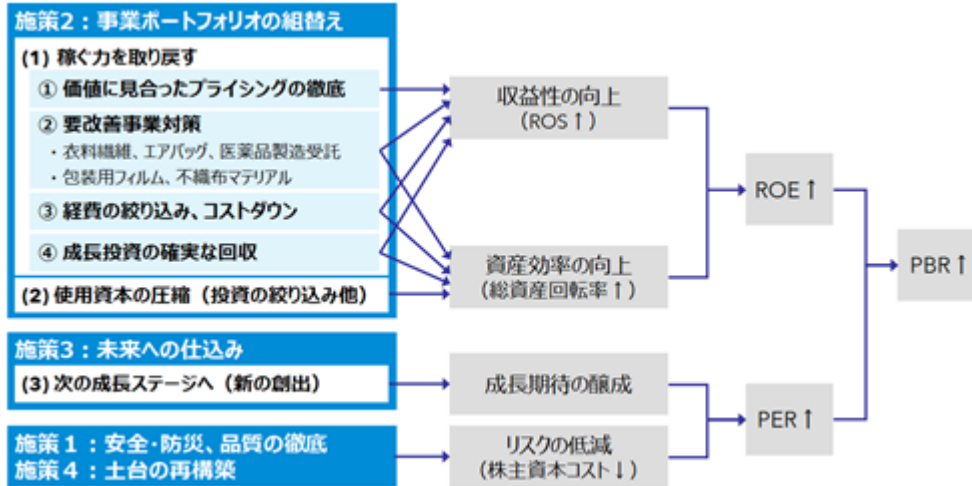 施策2：事業ポートフォリオの組替え
(1) 稼ぐ力を取り戻す
① 価値に見合ったプライシングの徹底
② 要改善事業対策
・衣料繊維、エアバッグ、医薬品製造受託
・包装用フィルム、不織布マテリアル
③ 経費の絞り込み、コストダウン
④ 成長投資の確実な回収
(2) 使用資本の圧縮（投資の絞り込み他）
施策3：未来への仕込み
(3) 次の成長ステージへ（新の創出）
施策1：安全・防災、品質の徹底
施策4：土台の再構築
収益性の向上
（ROS↑）
資産効率の向上
（総資産回転率↑）
成長期待の醸成
リスクの低減
（株主資本コスト↓）
ROE↑
PER↑
PBR↑